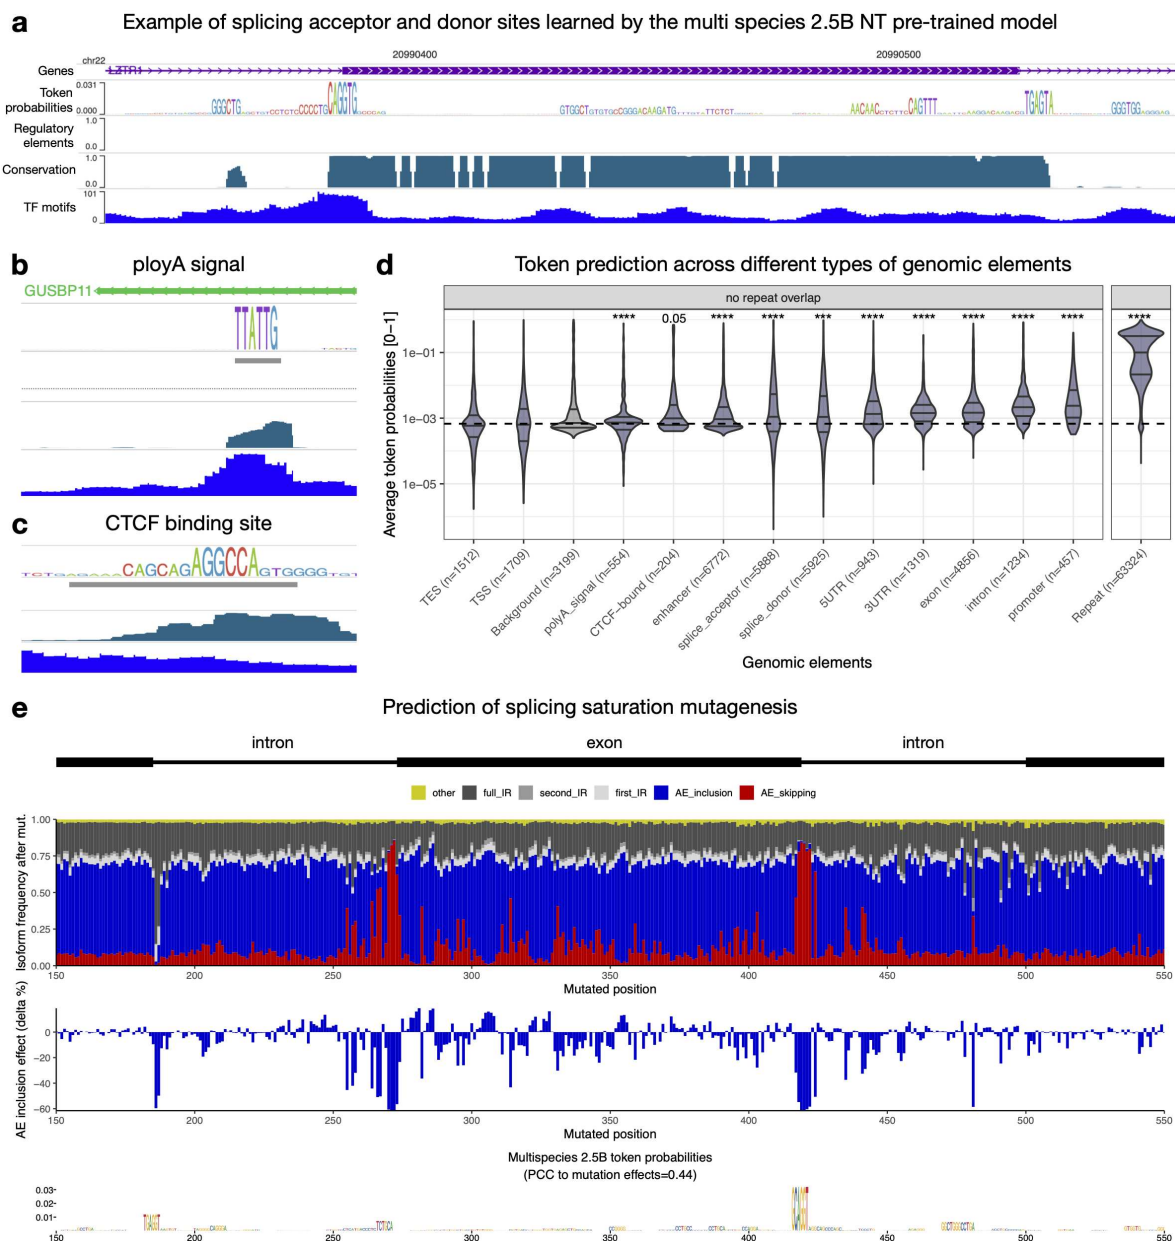 a
Example of splicing acceptor and donor sites learned by the multi species 2.5B NT pre-trained model
chr22
20990400
20990500
Genes
Token probabilities
0.031
0.000
GGGCTG
CCCCTG
CAGGTG
GTGGCTGTGTGCCGGGACAAGATG
TTCTCT
AACAACCTCTTCCAGTTT
TGAGTA
GGGTGG
Regulatory elements
1.0
0.0
Conservation
1.0
0.0
TF motifs
101
0
b
ployA signal
GUSBP11
TTATTG
c
CTCF binding site
CAGCAGAGGCCAGTGGGG
d
Token prediction across different types of genomic elements
no repeat overlap
**** 0.05 **** **** *** **** **** **** **** **** ****
Average token probabilities [0−1]
1e−01
1e−03
1e−05
TES (n=1512)
TSS (n=1709)
Background (n=3199)
polyA_signal (n=554)
CTCF−bound (n=204)
enhancer (n=6772)
splice_acceptor (n=5888)
splice_donor (n=5925)
5UTR (n=943)
3UTR (n=1319)
exon (n=4856)
intron (n=1234)
promoter (n=457)
Repeat (n=63324)
Genomic elements
e
Prediction of splicing saturation mutagenesis
intron
exon
intron
other full_IR second_IR first_IR AE_inclusion AE_skipping
Isoform frequency after mut.
1.00
0.75
0.50
0.25
0.00
150 200 250 300 350 400 450 500 550
Mutated position
AE inclusion effect (delta %)
0
−20
−40
−60
150 200 250 300 350 400 450 500 550
Mutated position
Multispecies 2.5B token probabilities
(PCC to mutation effects=0.44)
0.03-
0.02-
0.01-
150 200 250 300 350 400 450 500 550